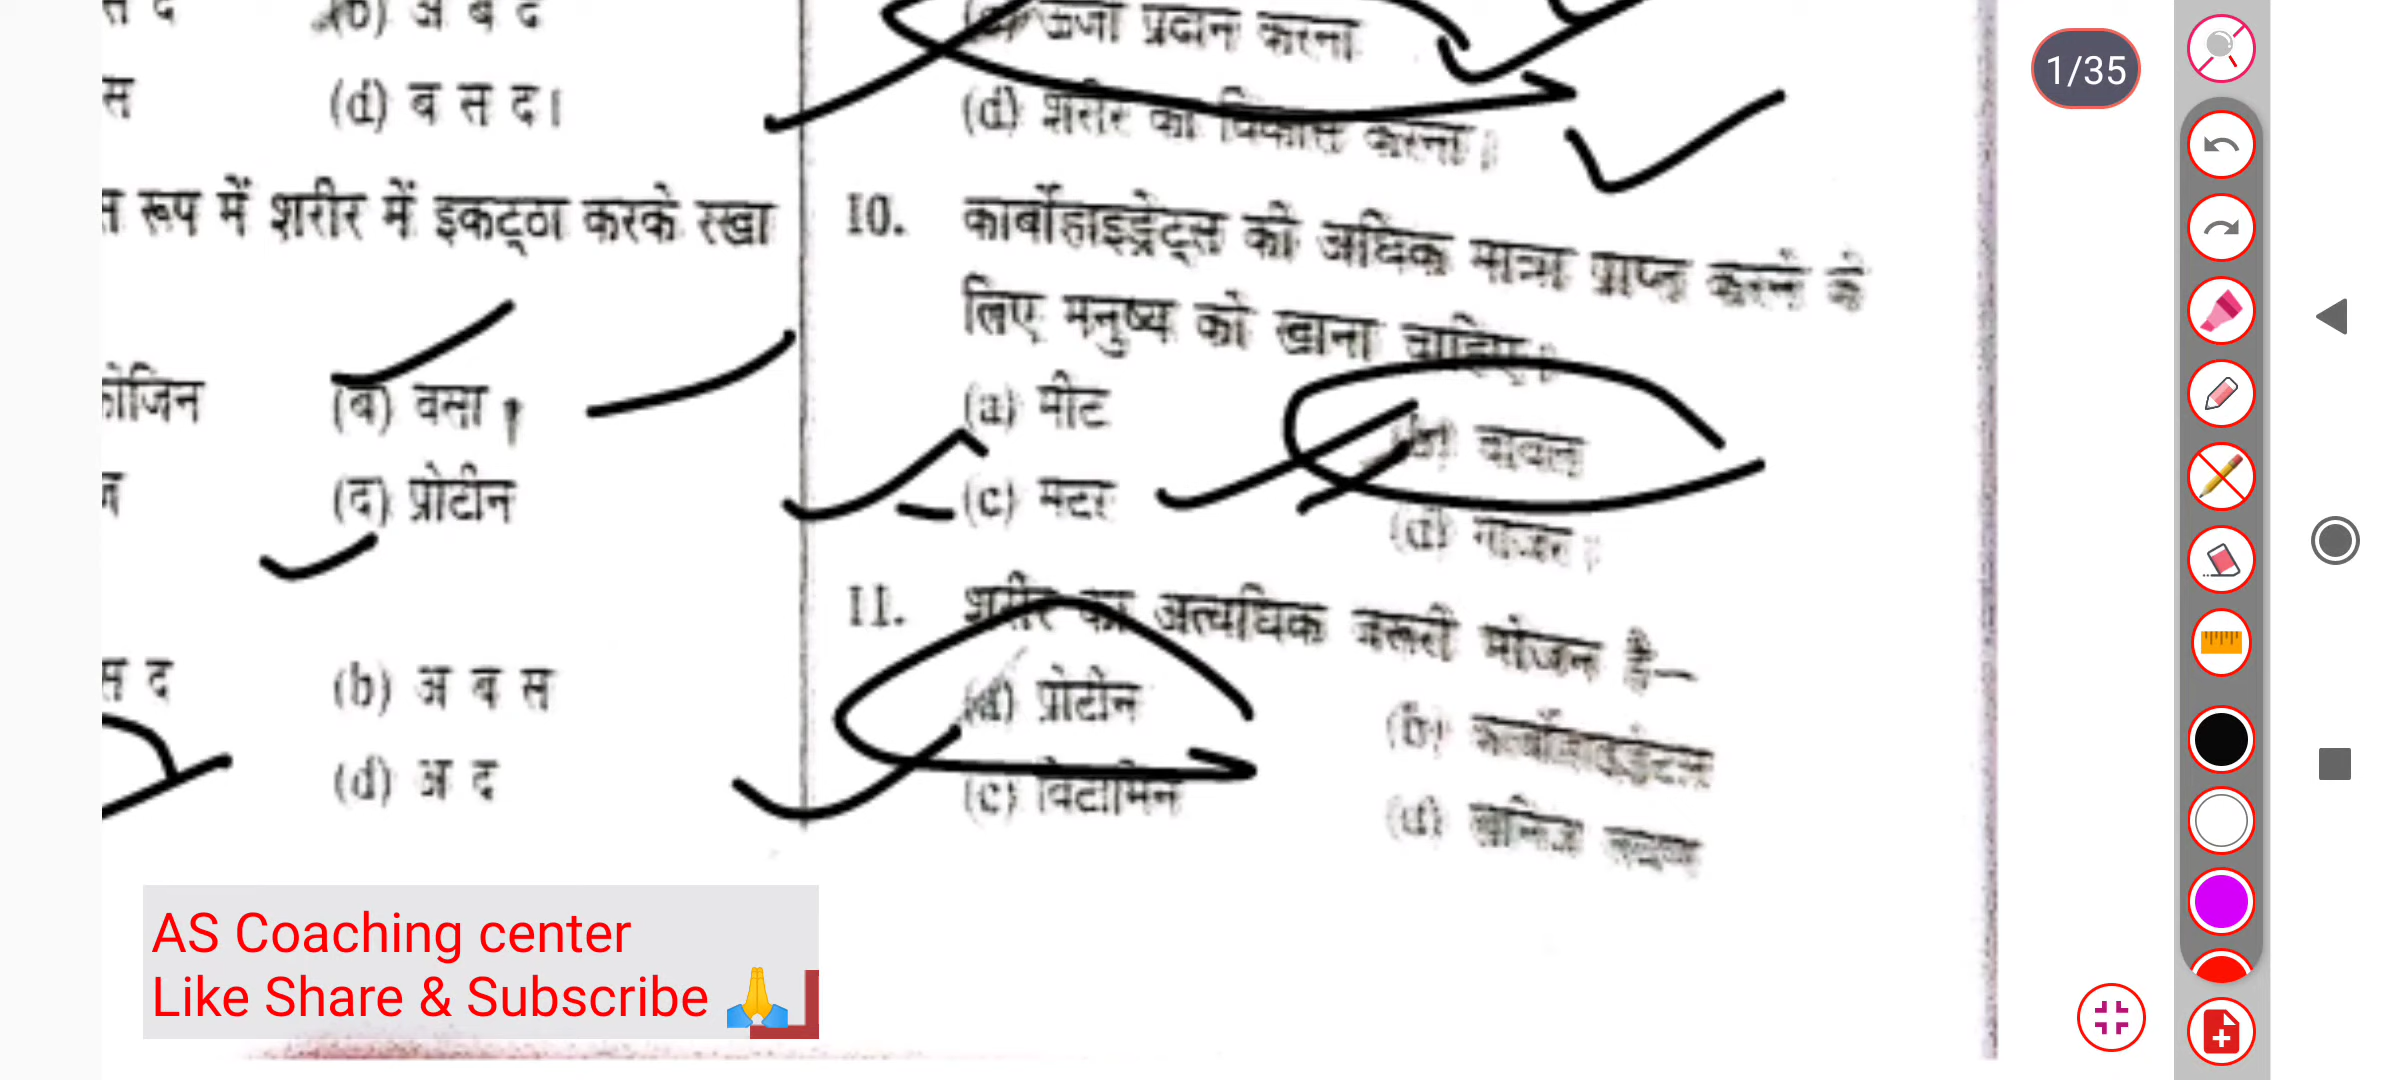 (b) अ ब द
स (d) ब स द।
रूप में शरीर में इकट्ठा करके रखा
(ब) वसा
(द) प्रोटीन
स द (b) अ ब स
(d) अ द
ऊर्जा प्रदान करना
(d) शरीर का विकास करना।
10. कार्बोहाइड्रेट्स की अधिक मात्रा प्राप्त करने के
लिए मनुष्य को खाना चाहिए।
(a) मीट (b) चावल
(c) मटर (d) गाजर।
11. शरीर का अत्यधिक जरूरी भोजन है—
(a) प्रोटीन (b) कार्बोहाइड्रेटस
(c) विटामिन (d) खनिज लवण
AS Coaching center
Like Share & Subscribe 🙏
1/35